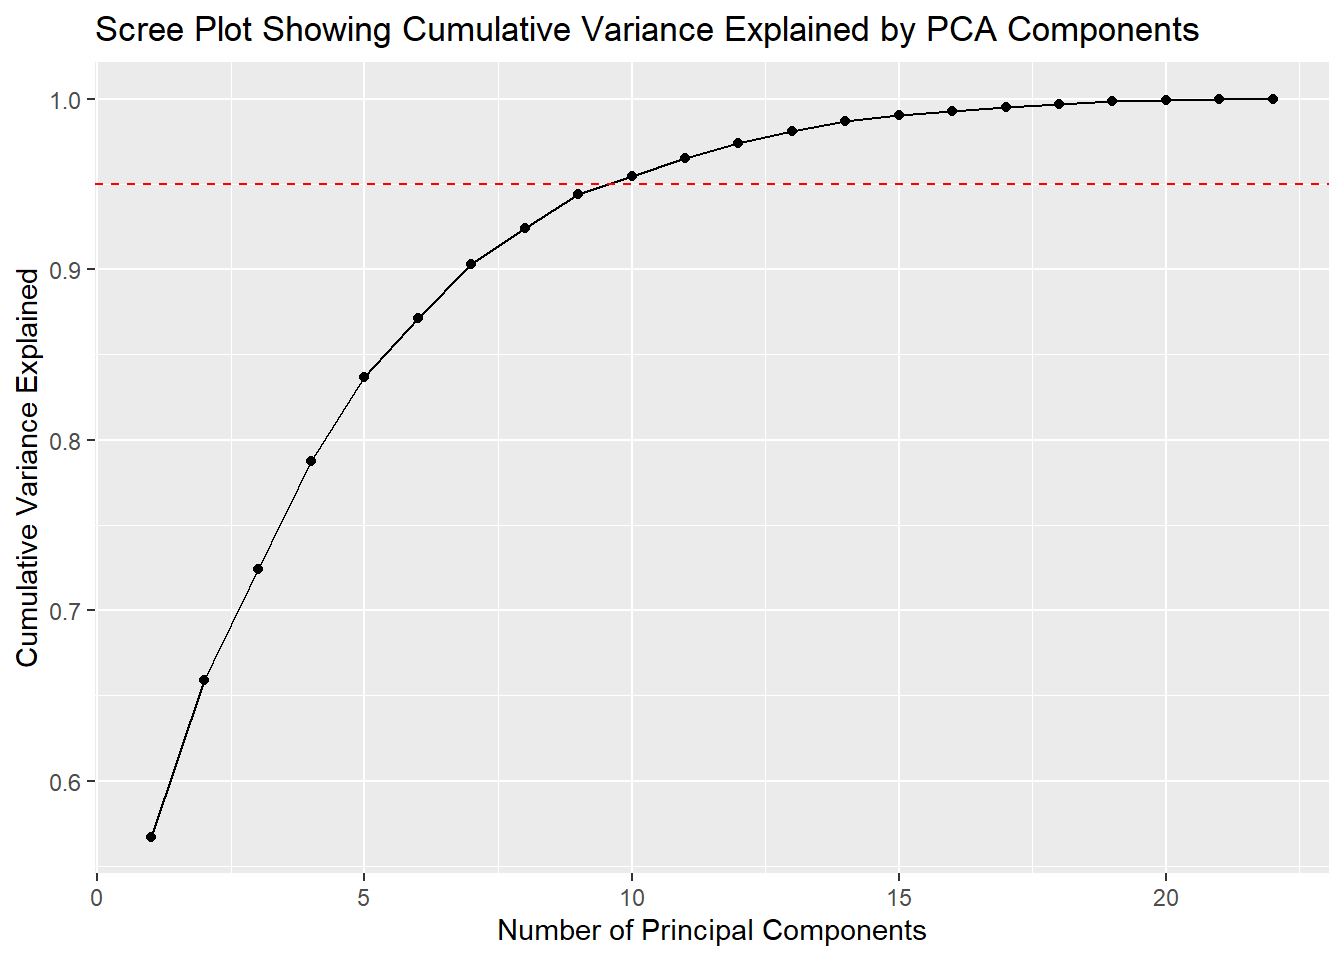 Scree Plot Showing Cumulative Variance Explained by PCA Components
Cumulative Variance Explained
1.0
0.9
0.8
0.7
0.6
0 5 10 15 20
Number of Principal Components